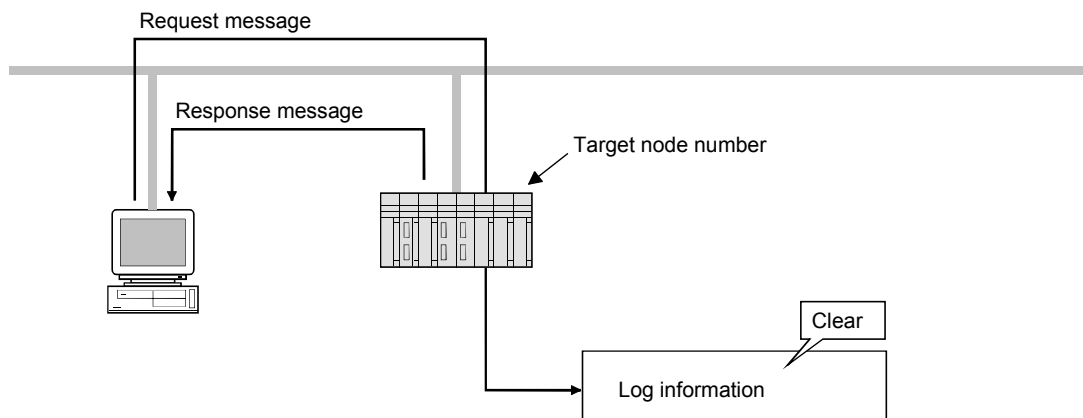 Request message
Response message
Target node number
Clear
Log information